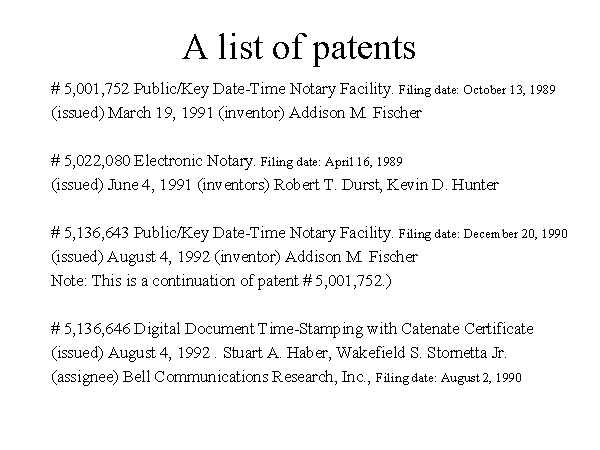 A list of patents
# 5,001,752 Public/Key Date-Time Notary Facility. Filing date: October 13, 1989
(issued) March 19, 1991 (inventor) Addison M. Fischer
# 5,022,080 Electronic Notary. Filing date: April 16, 1989
(issued) June 4, 1991 (inventors) Robert T. Durst, Kevin D. Hunter
# 5,136,643 Public/Key Date-Time Notary Facility. Filing date: December 20, 1990
(issued) August 4, 1992 (inventor) Addison M. Fischer
Note: This is a continuation of patent # 5,001,752.)
# 5,136,646 Digital Document Time-Stamping with Catenate Certificate
(issued) August 4, 1992 . Stuart A. Haber, Wakefield S. Stornetta Jr.
(assignee) Bell Communications Research, Inc., Filing date: August 2, 1990